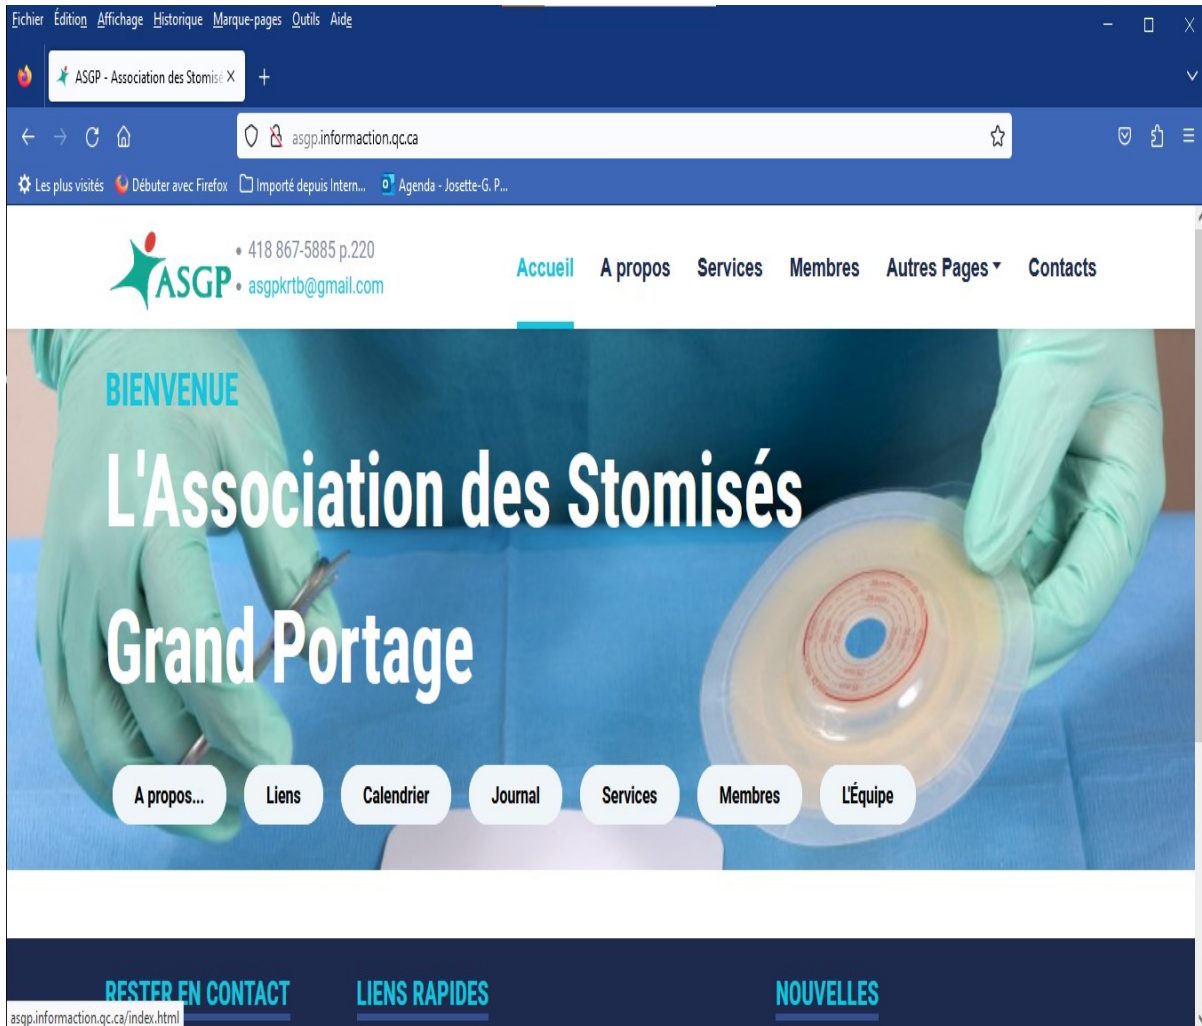 Fichier Édition Affichage Historique Marque-pages Outils Aide
ASGP - Association des Stomisé
asgp.informaction.qc.ca
Les plus visités Débuter avec Firefox Importé depuis Intern... Agenda - Josette-G. P...
ASGP
• 418 867-5885 p.220
• asgpkrtb@gmail.com
Accueil A propos Services Membres Autres Pages Contacts
BIENVENUE
L'Association des Stomisés
Grand Portage
A propos... Liens Calendrier Journal Services Membres L'Équipe
RESTER EN CONTACT LIENS RAPIDES NOUVELLES
asgp.informaction.qc.ca/index.html